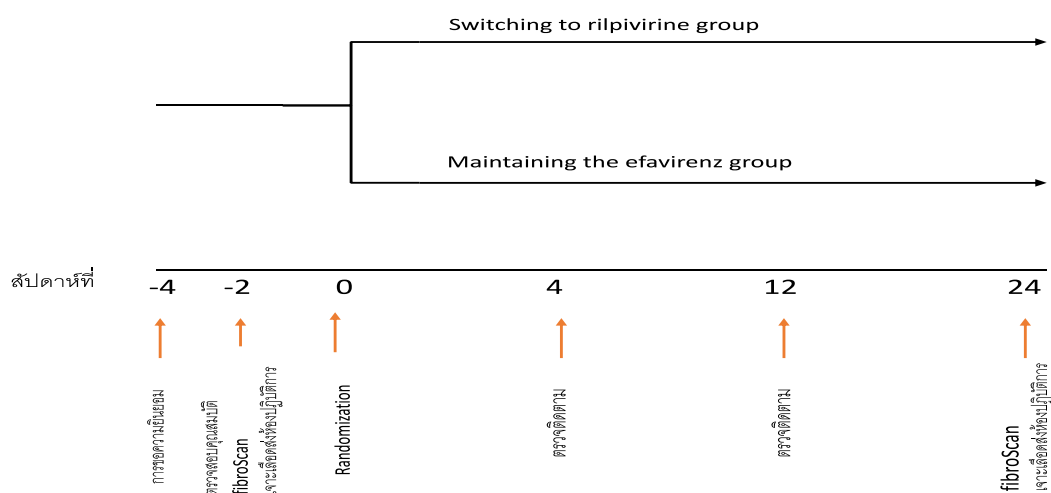 Switching to rilpivirine group
Maintaining the efavirenz group
สัปดาห์ที่
-4 -2 0 4 12 24
การขอความยินยอม
ตรวจสอบคุณสมบัติ
fibroScan
เจาะเลือดส่งห้องปฏิบัติการ
Randomization
ตรวจติดตาม
ตรวจติดตาม
fibroScan
เจาะเลือดส่งห้องปฏิบัติการ